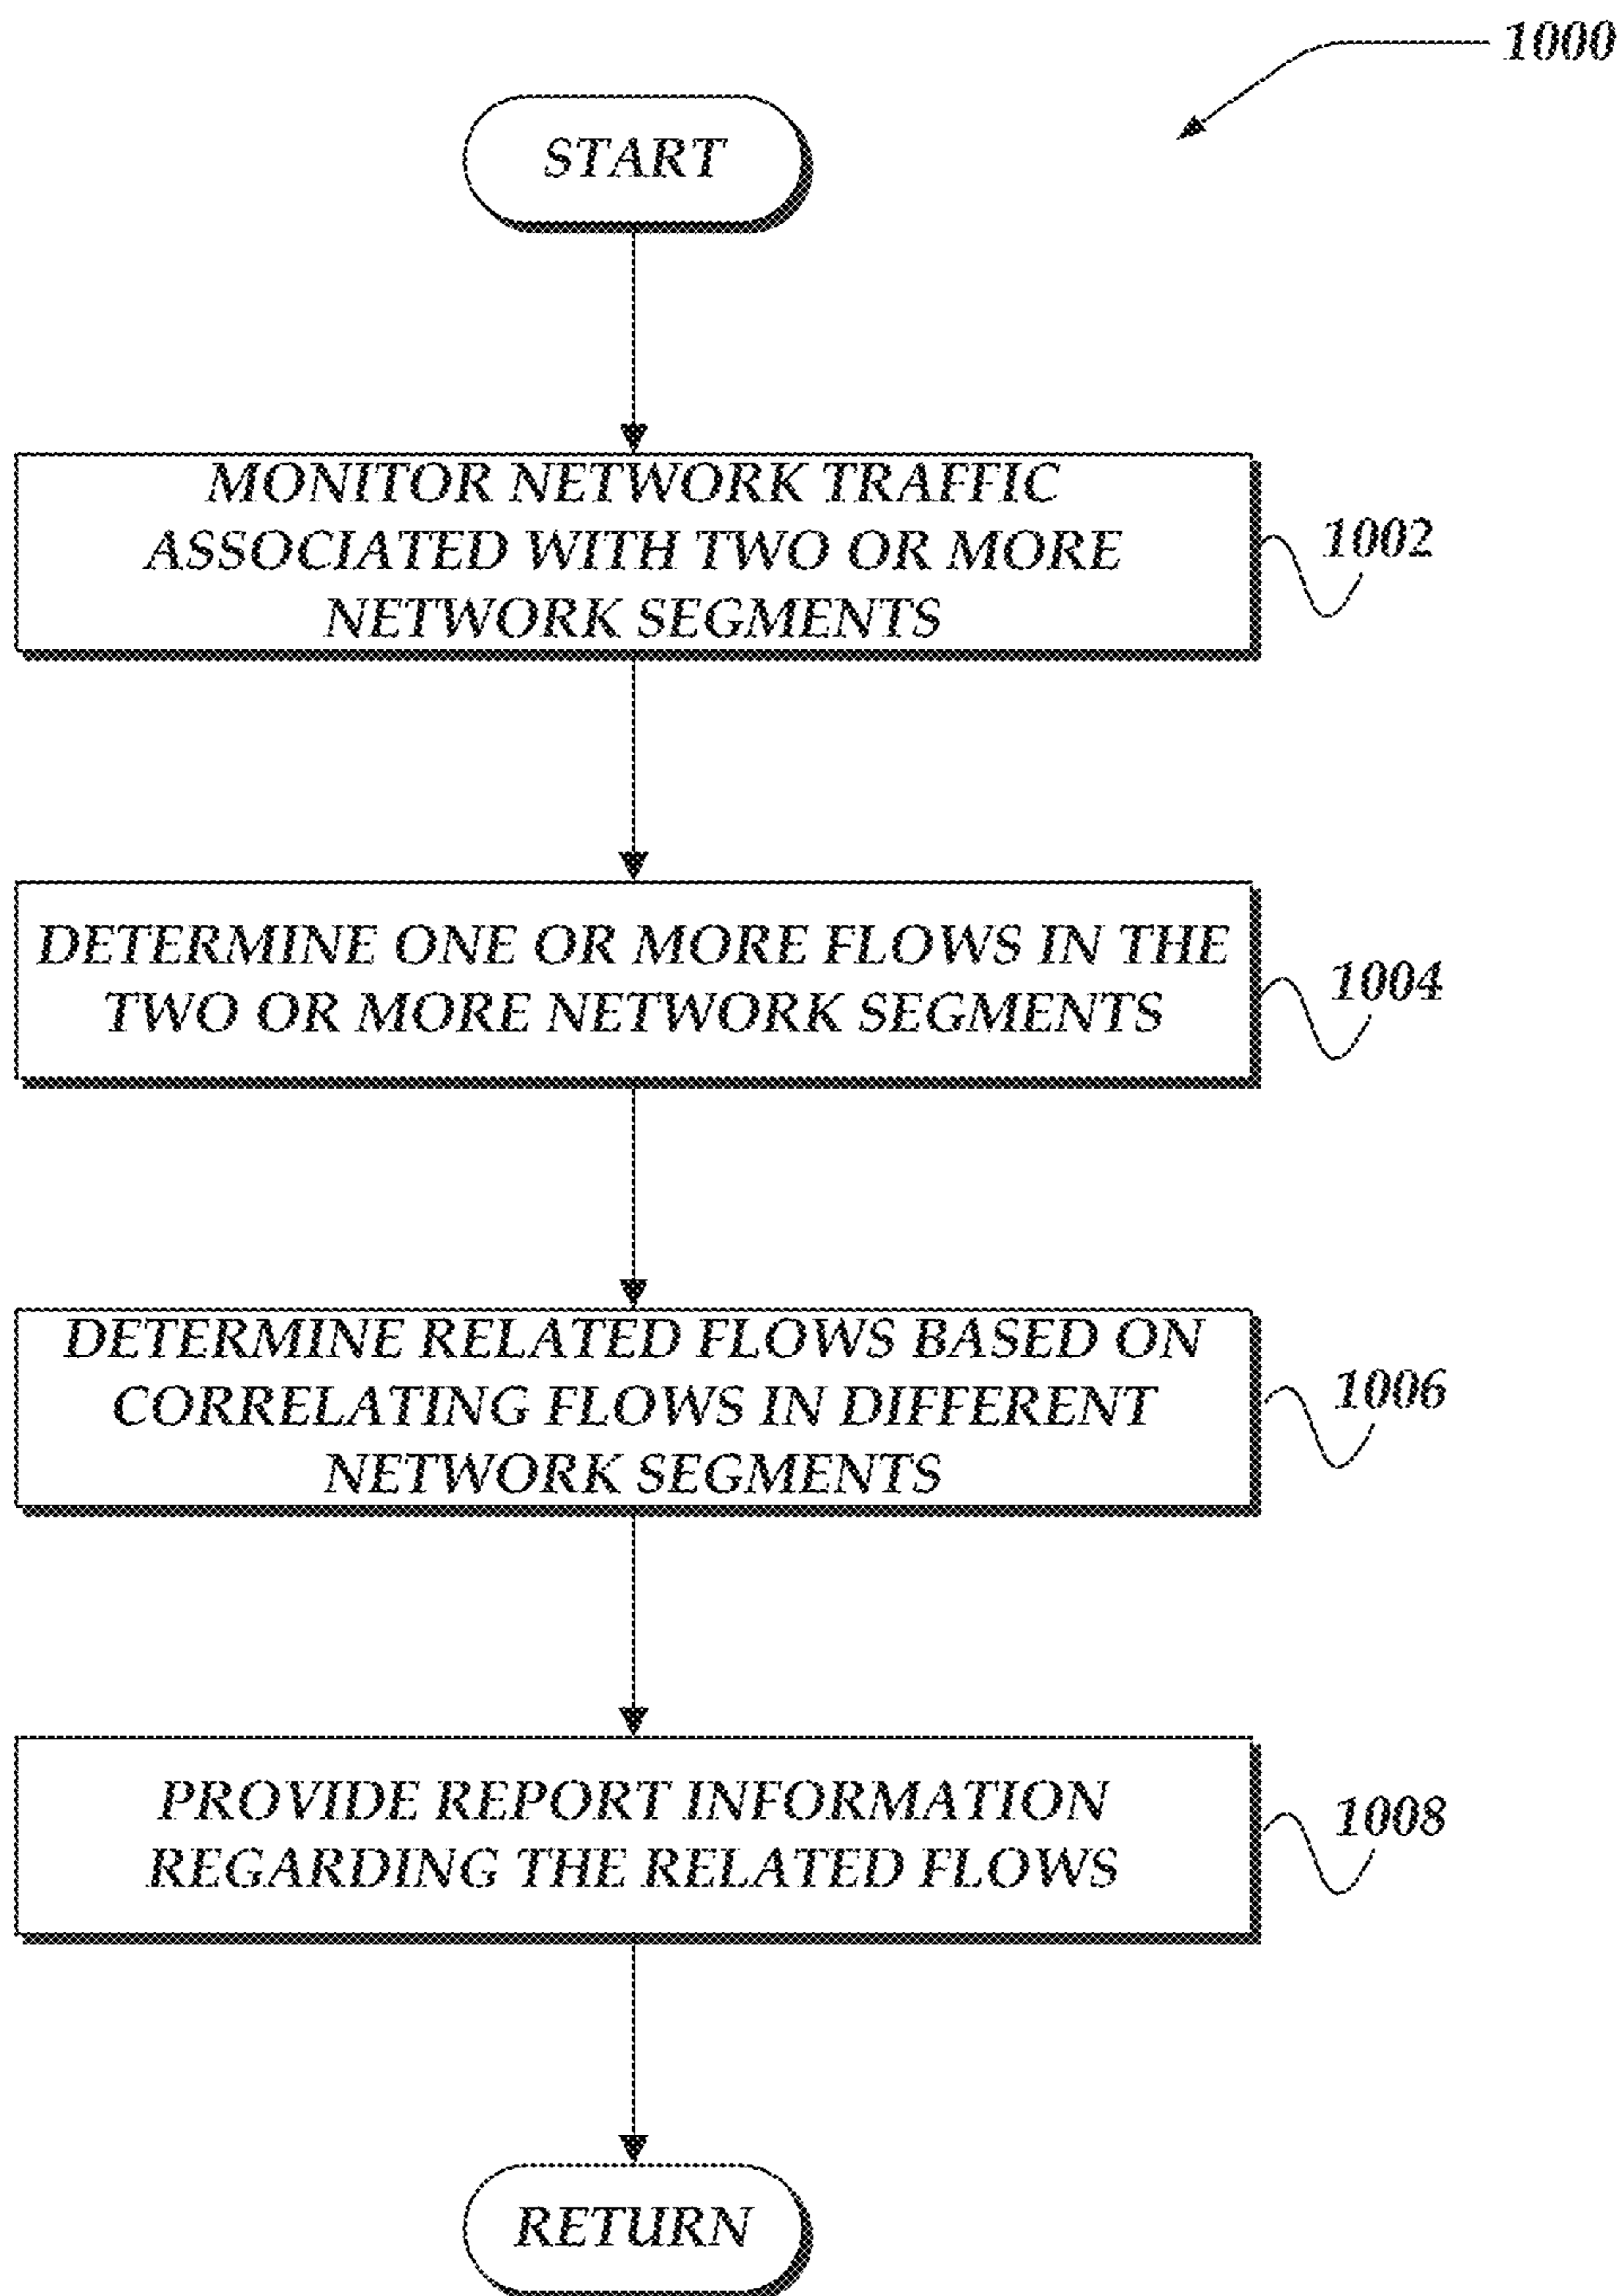 1000
START
MONITOR NETWORK TRAFFIC
ASSOCIATED WITH TWO OR MORE
NETWORK SEGMENTS
1002
DETERMINE ONE OR MORE FLOWS IN THE
TWO OR MORE NETWORK SEGMENTS
1004
DETERMINE RELATED FLOWS BASED ON
CORRELATING FLOWS IN DIFFERENT
NETWORK SEGMENTS
1006
PROVIDE REPORT INFORMATION
REGARDING THE RELATED FLOWS
1008
RETURN